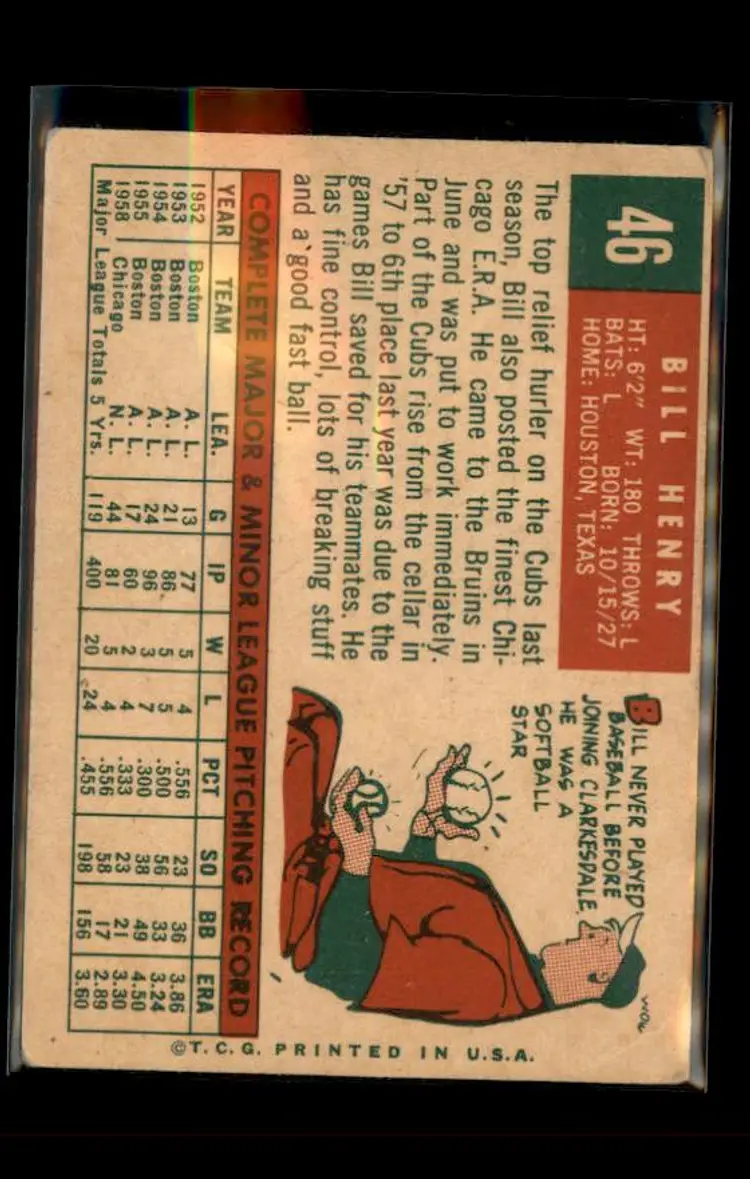 46
BILL HENRY
HT: 6'2" WT: 180 THROWS: L
BATS: L BORN: 10/15/27
HOME: HOUSTON, TEXAS
The top relief hurler on the Cubs last
season, Bill also posted the finest Chi-
cago E.R.A. He came to the Bruins in
June and was put to work immediately.
Part of the Cubs rise from the cellar in
'57 to 6th place last year was due to the
games Bill saved for his teammates. He
has fine control, lots of breaking stuff
and a good fast ball.
BILL NEVER PLAYED
BASEBALL BEFORE
JOINING CLARKESDALE.
HE WAS A
SOFTBALL
STAR
WOW
COMPLETE MAJOR & MINOR LEAGUE PITCHING RECORD
YEAR TEAM LEA. G IP W L PCT SO BB ERA
1952 Boston A. L. 13 77 5 4 .556 23 36 3.86
1953 Boston A. L. 21 86 5 5 .500 56 33 3.24
1954 Boston A. L. 24 96 3 7 .300 38 49 4.50
1955 Boston A. L. 17 60 2 4 .333 23 21 3.30
1958 Chicago N. L. 44 81 5 4 .556 58 17 2.89
Major League Totals 5 Yrs. 119 400 20 24 .455 198 156 3.60
©T.C.G. PRINTED IN U.S.A.